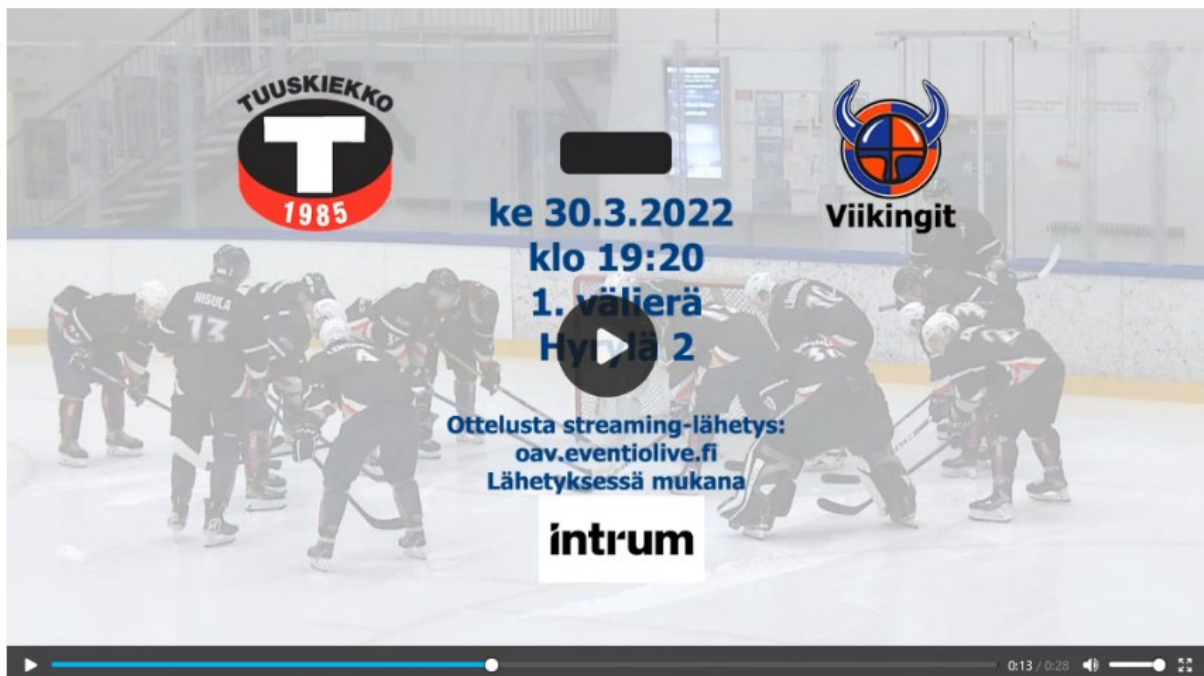 TUUSKIEKKO
T
1985
Viikingit
ke 30.3.2022
klo 19:20
1. välierä
Hyrylä 2
NISULA
13
Ottelusta streaming-lähetys:
oav.eventiolive.fi
Lähetyksessä mukana
intrum
0:13 / 0:28